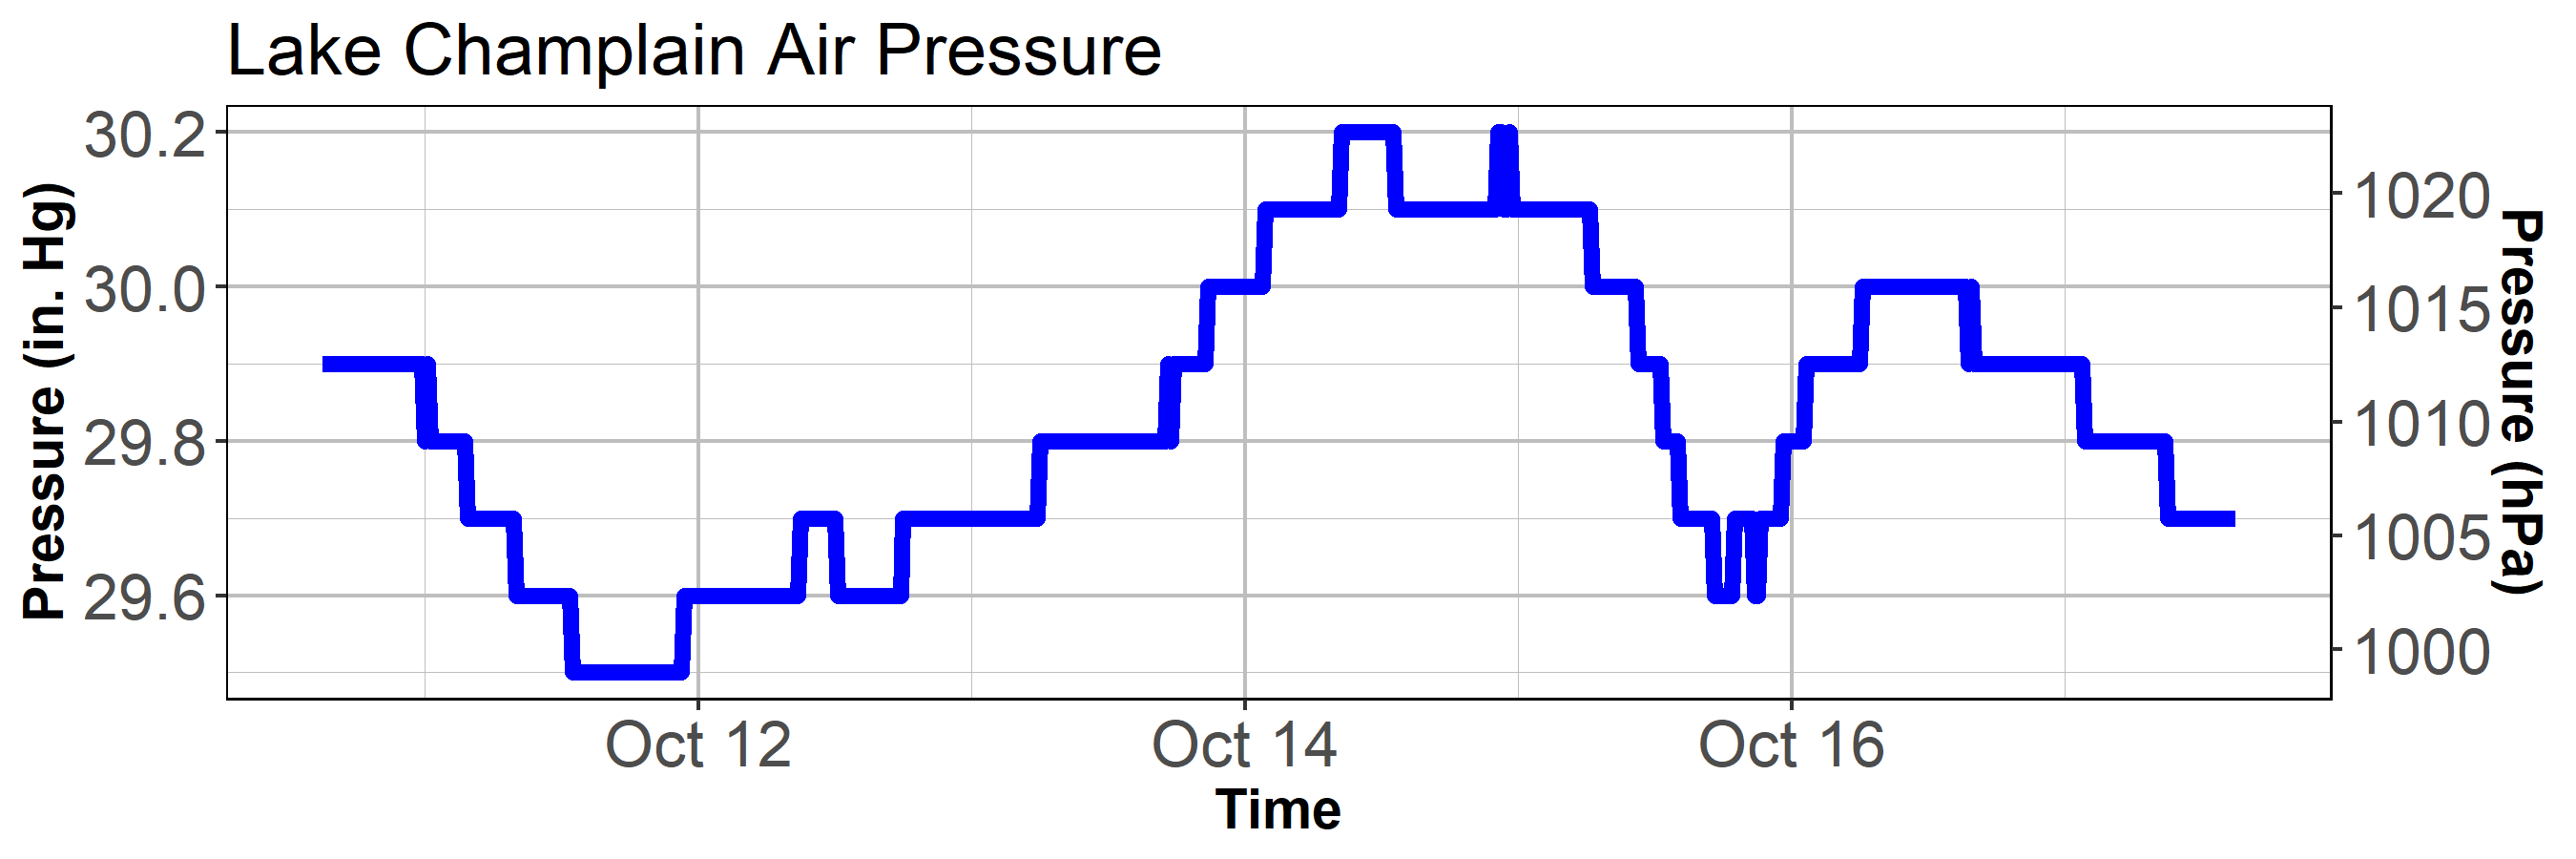 Lake Champlain Air Pressure
Pressure (in. Hg)
30.2
30.0
29.8
29.6
1020
1015
1010
1005
1000
Pressure (hPa)
Oct 12 Oct 14 Oct 16
Time